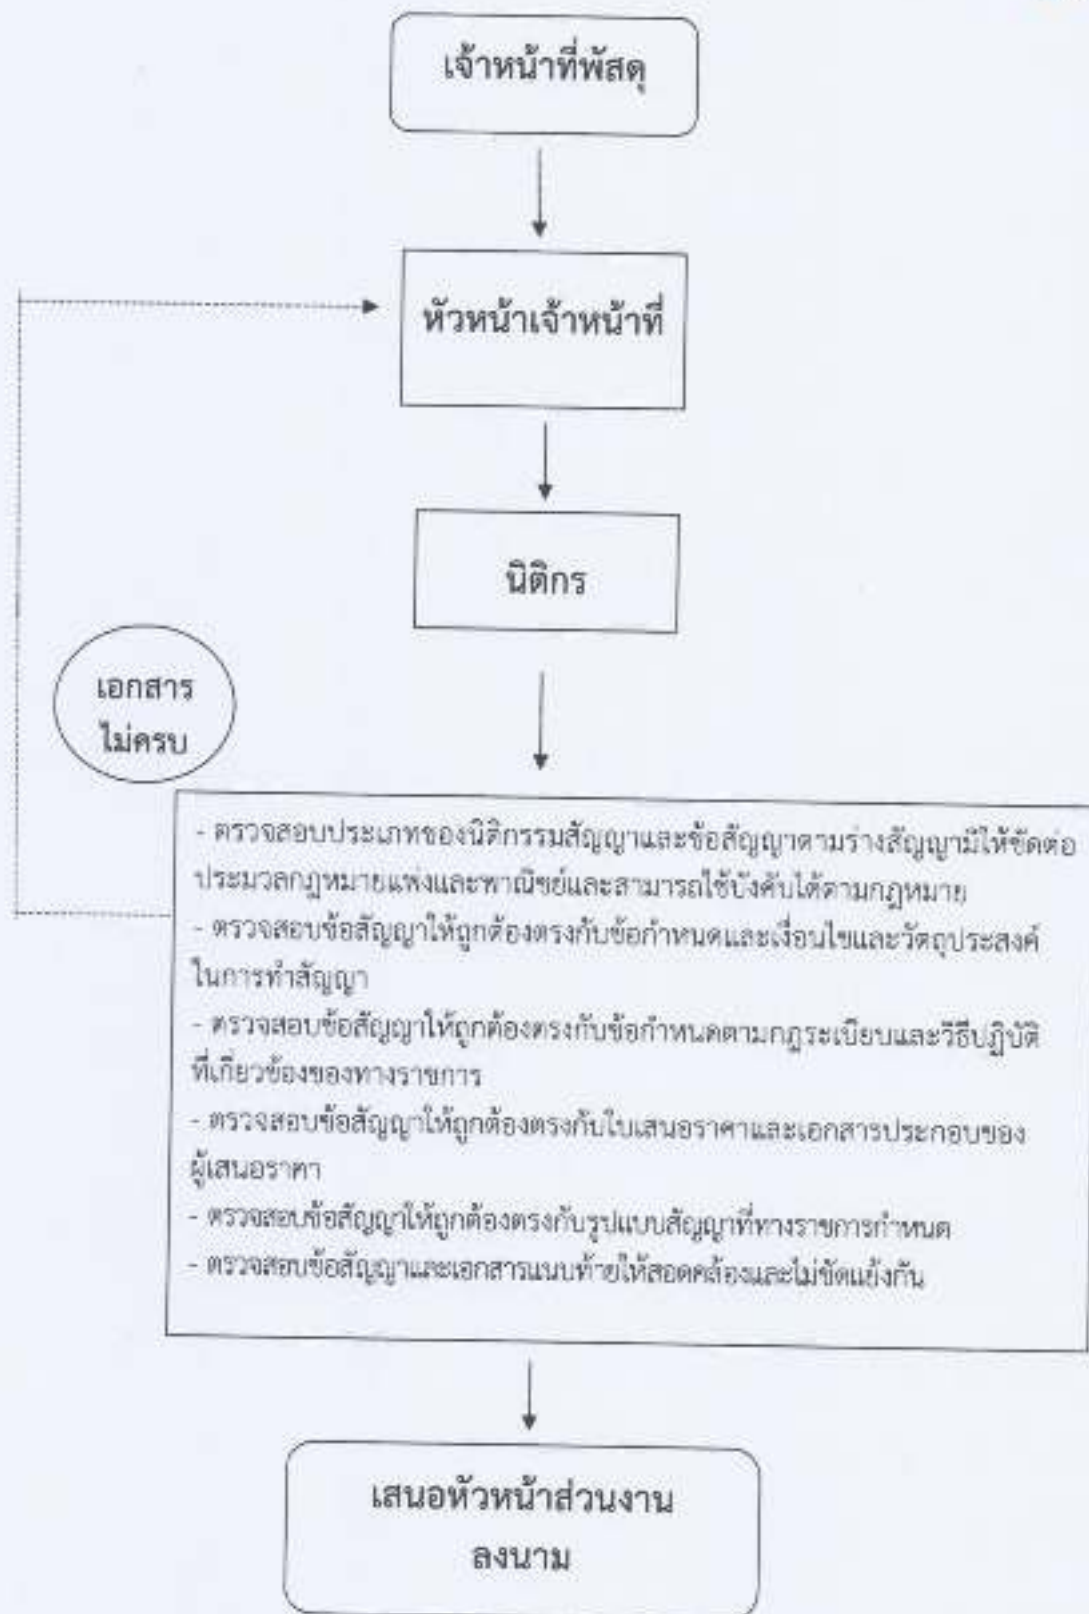 เจ้าหน้าที่พัสดุ
หัวหน้าเจ้าหน้าที่
นิติกร
เอกสาร
ไม่ครบ
- ตรวจสอบประเภทของนิติกรรมสัญญาและข้อสัญญาตามร่างสัญญามิให้ขัดต่อ
ประมวลกฎหมายแพ่งและพาณิชย์และสามารถใช้บังคับได้ตามกฎหมาย
- ตรวจสอบข้อสัญญาให้ถูกต้องตรงกับข้อกำหนดและเงื่อนไขและวัตถุประสงค์
ในการทำสัญญา
- ตรวจสอบข้อสัญญาให้ถูกต้องตรงกับข้อกำหนดตามกฎระเบียบและวิธีปฏิบัติ
ที่เกี่ยวข้องของทางราชการ
- ตรวจสอบข้อสัญญาให้ถูกต้องตรงกับใบเสนอราคาและเอกสารประกอบของ
ผู้เสนอราคา
- ตรวจสอบข้อสัญญาให้ถูกต้องตรงกับรูปแบบสัญญาที่ทางราชการกำหนด
- ตรวจสอบข้อสัญญาและเอกสารแนบท้ายให้สอดคล้องและไม่ขัดแย้งกัน
เสนอหัวหน้าส่วนงาน
ลงนาม